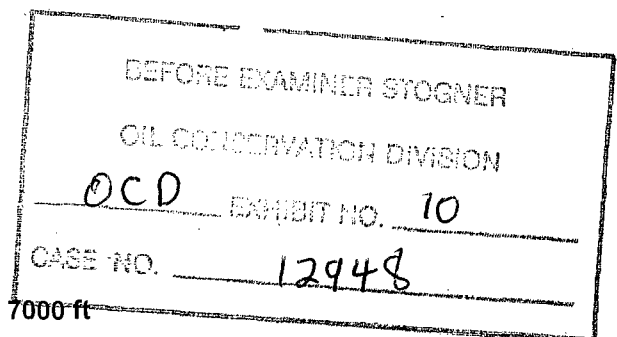 BEFORE EXAMINER STOGNER
OIL CONSERVATION DIVISION
OCD EXHIBIT NO. 10
CASE NO. 12948
7000 ft